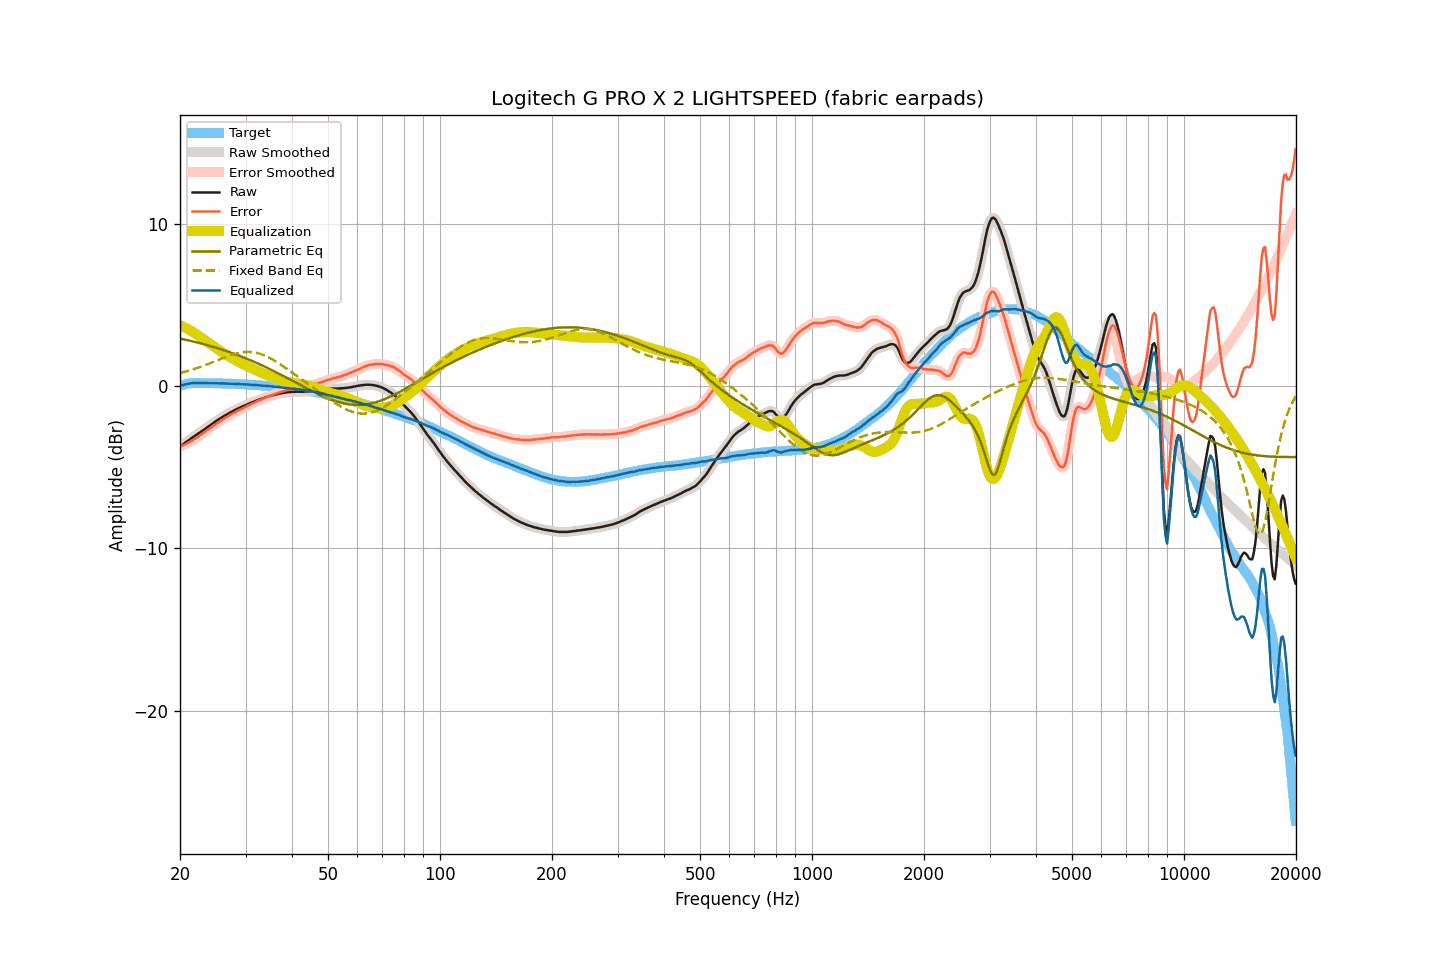 Logitech G PRO X 2 LIGHTSPEED (fabric earpads)
Target
Raw Smoothed
Error Smoothed
Raw
Error
Equalization
Parametric Eq
Fixed Band Eq
Equalized
10
0
−10
−20
Amplitude (dBr)
20 50 100 200 500 1000 2000 5000 10000 20000
Frequency (Hz)